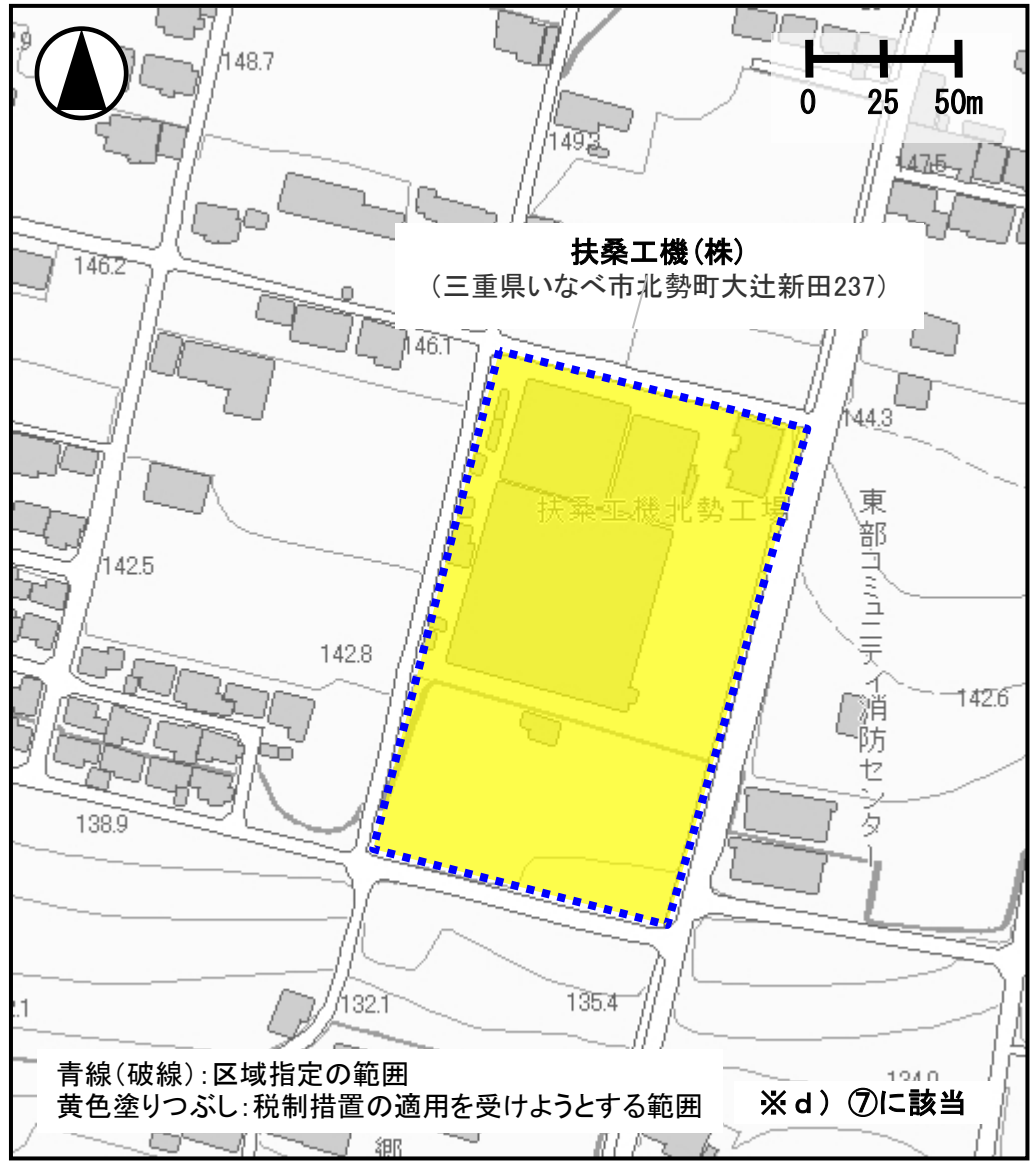 148.7
0 25 50m
149.3
147.5
扶桑工機(株)
(三重県いなべ市北勢町大辻新田237)
146.2
146.1
144.3
扶桑工機北勢工場
東部コミュニティ消防センター
142.5
142.8
142.6
138.9
132.1
135.4
青線(破線):区域指定の範囲
黄色塗りつぶし:税制措置の適用を受けようとする範囲
※d) ⑦に該当
郷